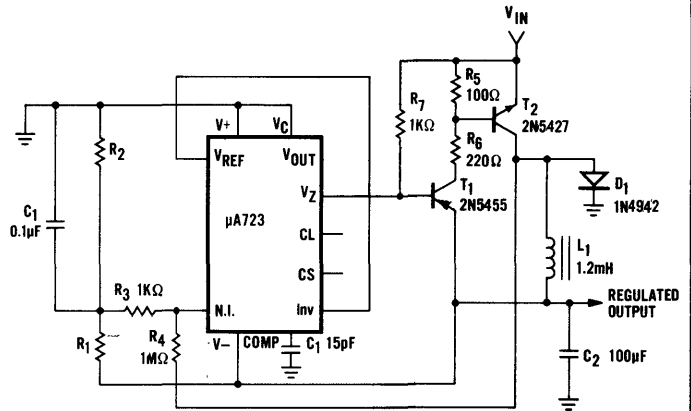 VIN
R5
100Ω
R7
1KΩ
T2
2N5427
V+
VC
R2
VREF
VOUT
R6
220Ω
T1
2N5455
VZ
D1
1N4942
µA723
C1
0.1µF
CL
L1
1.2mH
CS
R3 1KΩ
N.I.
Inv
REGULATED
OUTPUT
R1
R4
1MΩ
V−
COMP
C1 15pF
C2 100µF